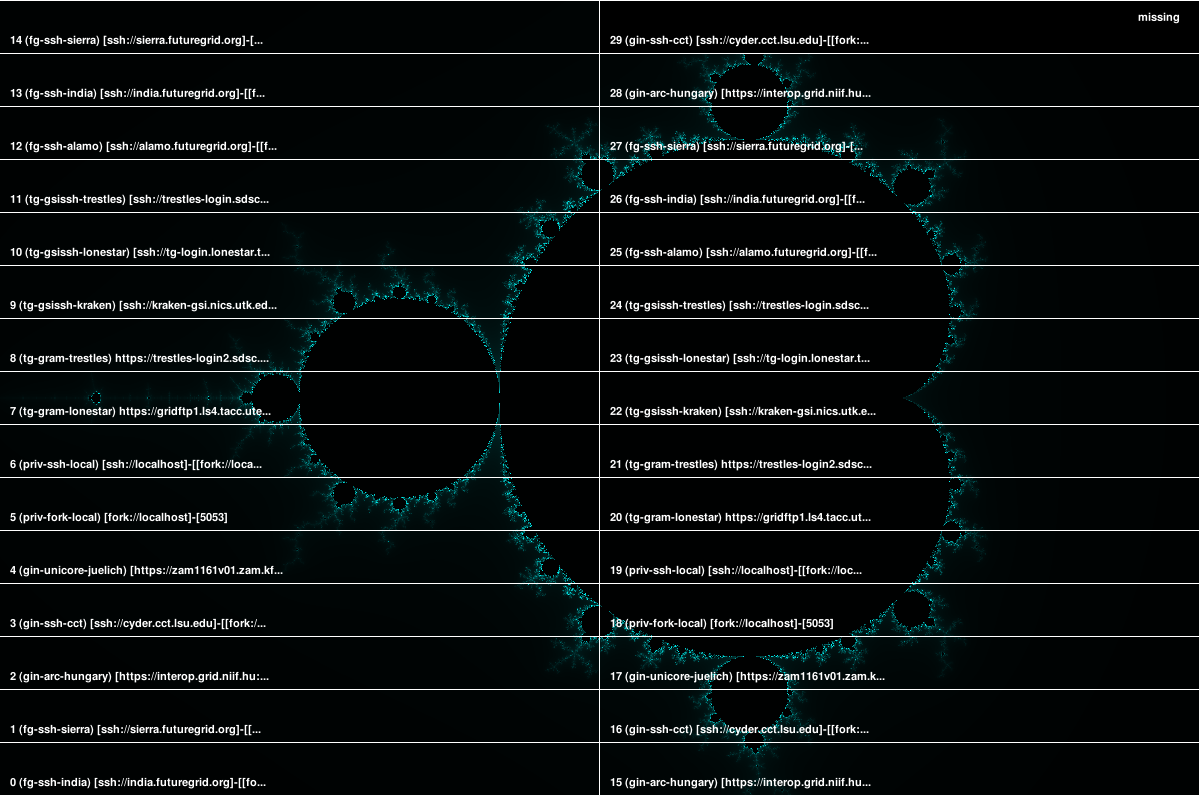 missing
14 (fg-ssh-sierra) [ssh://sierra.futuregrid.org]-[...
29 (gin-ssh-cct) [ssh://cyder.cct.lsu.edu]-[[fork:...
13 (fg-ssh-india) [ssh://india.futuregrid.org]-[[f...
28 (gin-arc-hungary) [https://interop.grid.niif.hu...
12 (fg-ssh-alamo) [ssh://alamo.futuregrid.org]-[[f...
27 (fg-ssh-sierra) [ssh://sierra.futuregrid.org]-[...
11 (tg-gsissh-trestles) [ssh://trestles-login.sdsc...
26 (fg-ssh-india) [ssh://india.futuregrid.org]-[[f...
10 (tg-gsissh-lonestar) [ssh://tg-login.lonestar.t...
25 (fg-ssh-alamo) [ssh://alamo.futuregrid.org]-[[f...
9 (tg-gsissh-kraken) [ssh://kraken-gsi.nics.utk.ed...
24 (tg-gsissh-trestles) [ssh://trestles-login.sdsc...
8 (tg-gram-trestles) https://trestles-login2.sdsc....
23 (tg-gsissh-lonestar) [ssh://tg-login.lonestar.t...
7 (tg-gram-lonestar) https://gridftp1.ls4.tacc.ute...
22 (tg-gsissh-kraken) [ssh://kraken-gsi.nics.utk.e...
6 (priv-ssh-local) [ssh://localhost]-[[fork://loca...
21 (tg-gram-trestles) https://trestles-login2.sdsc...
5 (priv-fork-local) [fork://localhost]-[5053]
20 (tg-gram-lonestar) https://gridftp1.ls4.tacc.ut...
4 (gin-unicore-juelich) [https://zam1161v01.zam.kf...
19 (priv-ssh-local) [ssh://localhost]-[[fork://loc...
3 (gin-ssh-cct) [ssh://cyder.cct.lsu.edu]-[[fork:/...
18 (priv-fork-local) [fork://localhost]-[5053]
2 (gin-arc-hungary) [https://interop.grid.niif.hu:...
17 (gin-unicore-juelich) [https://zam1161v01.zam.k...
1 (fg-ssh-sierra) [ssh://sierra.futuregrid.org]-[[...
16 (gin-ssh-cct) [ssh://cyder.cct.lsu.edu]-[[fork:...
0 (fg-ssh-india) [ssh://india.futuregrid.org]-[[fo...
15 (gin-arc-hungary) [https://interop.grid.niif.hu...